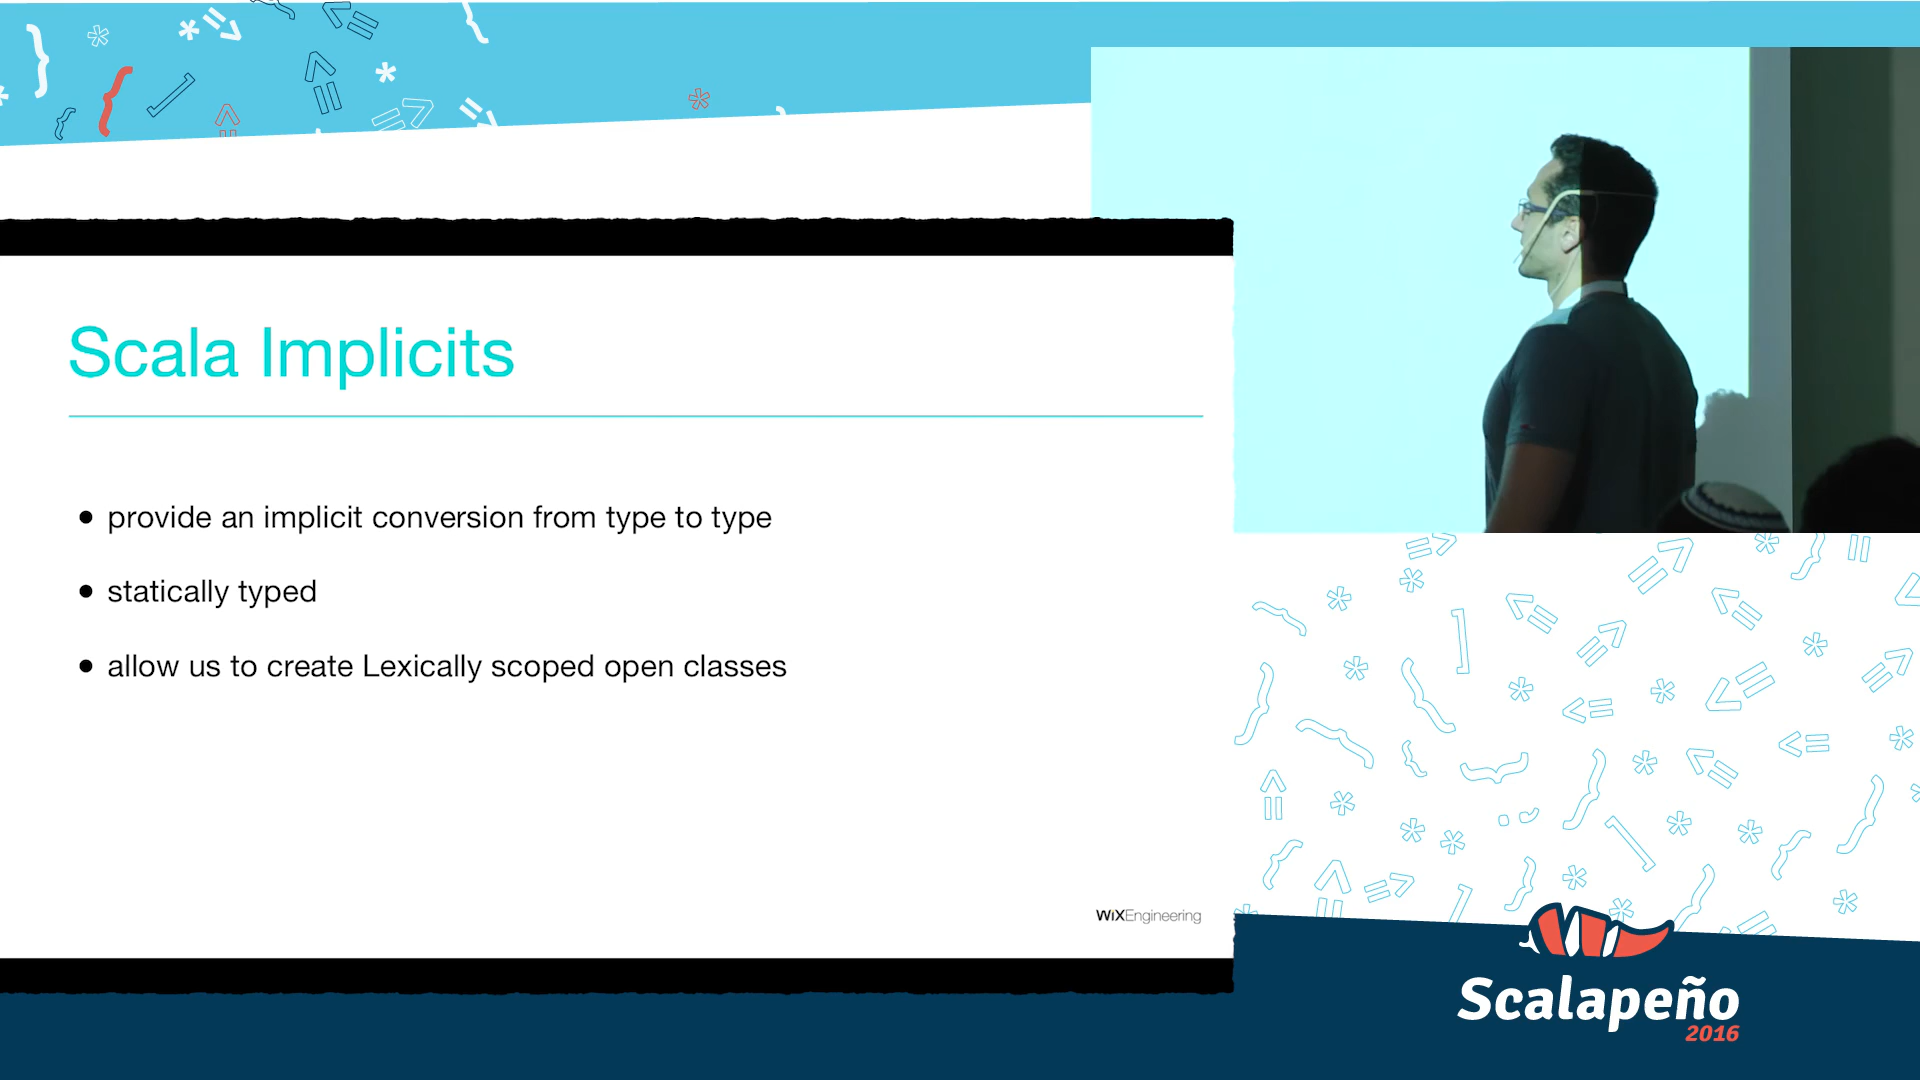 Scala Implicits
• provide an implicit conversion from type to type
• statically typed
• allow us to create Lexically scoped open classes
WiXEngineering
Scalapeño
2016